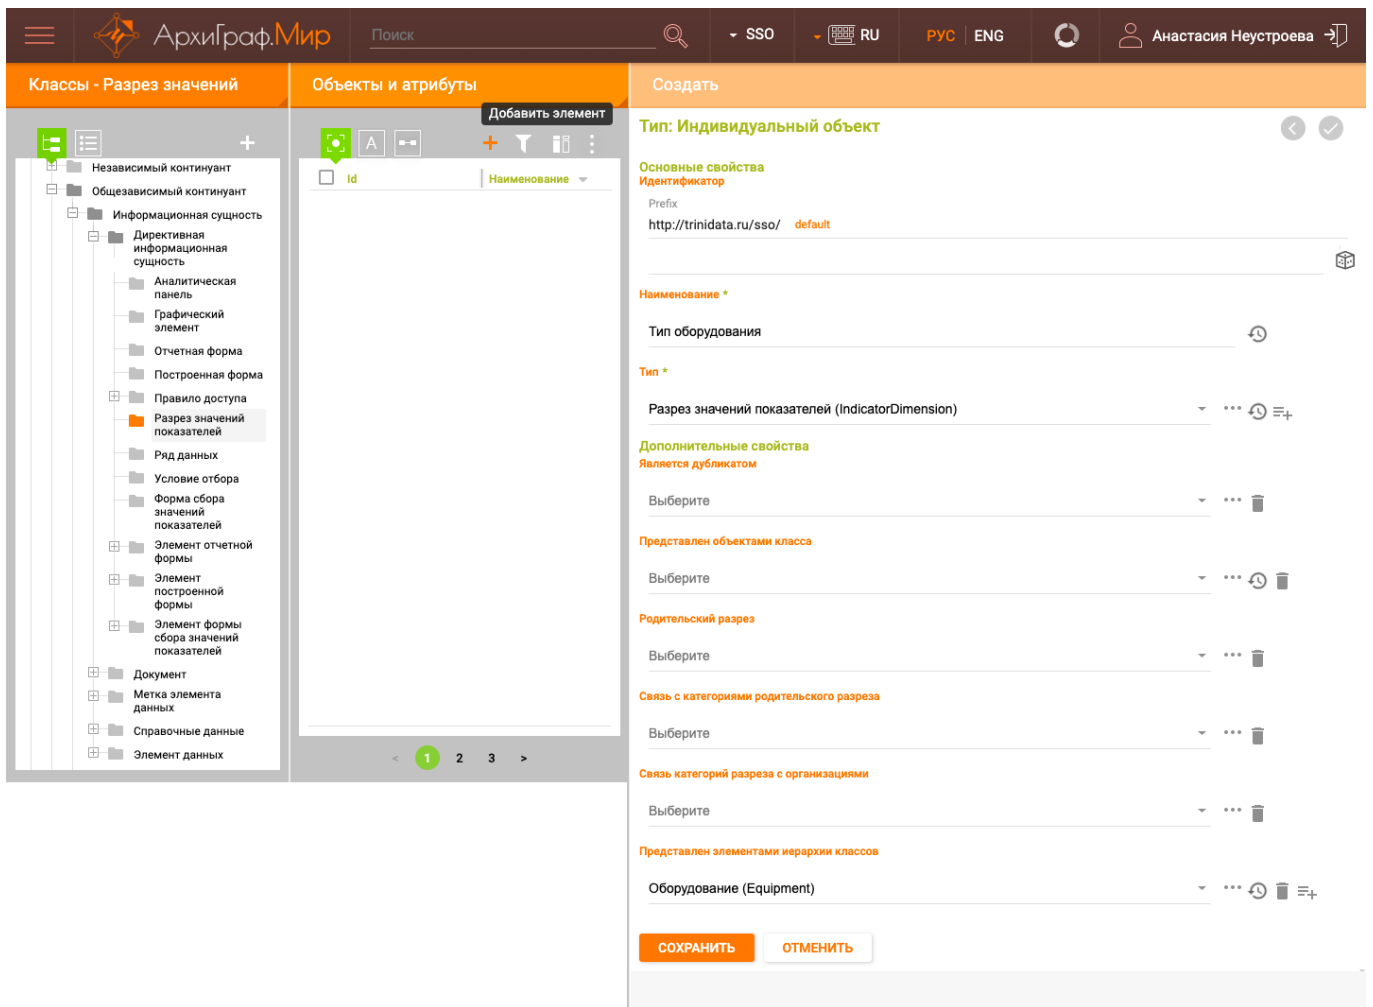 АрхиГраф.Мир
Поиск
SSO
RU
РУС | ENG
Анастасия Неустроева
Классы - Разрез значений
Объекты и атрибуты
Создать
Добавить элемент
A
Id
Наименование
< 1 2 3 >
Независимый континуант
Общезависимый континуант
Информационная сущность
Директивная
информационная
сущность
Аналитическая
панель
Графический
элемент
Отчетная форма
Построенная форма
Правило доступа
Разрез значений
показателей
Ряд данных
Условие отбора
Форма сбора
значений
показателей
Элемент отчетной
формы
Элемент
построенной
формы
Элемент формы
сбора значений
показателей
Документ
Метка элемента
данных
Справочные данные
Элемент данных
Тип: Индивидуальный объект
Основные свойства
Идентификатор
Prefix
http://trinidata.ru/sso/ default
Наименование *
Тип оборудования
Тип *
Разрез значений показателей (IndicatorDimension)
Дополнительные свойства
Является дубликатом
Выберите
Представлен объектами класса
Выберите
Родительский разрез
Выберите
Связь с категориями родительского разреза
Выберите
Связь категорий разреза с организациями
Выберите
Представлен элементами иерархии классов
Оборудование (Equipment)
СОХРАНИТЬ
ОТМЕНИТЬ